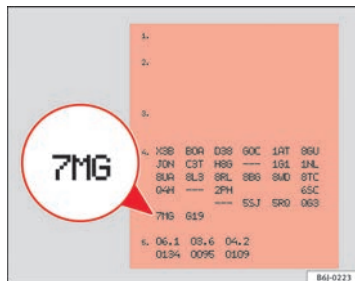 1.
2.
3.
4. X3B B0A D38 G0C 1AT 8GU
J0N C3T H8G --- 1G1 1NL
8UA 8L3 8RL 8B6 8WD 8TC
04H --- 2PH 6SC
--- 5SJ 5R0 0G3
7MG G19
7MG
5. 06.1 03.6 04.2
0134 0095 0109
B6J-0223